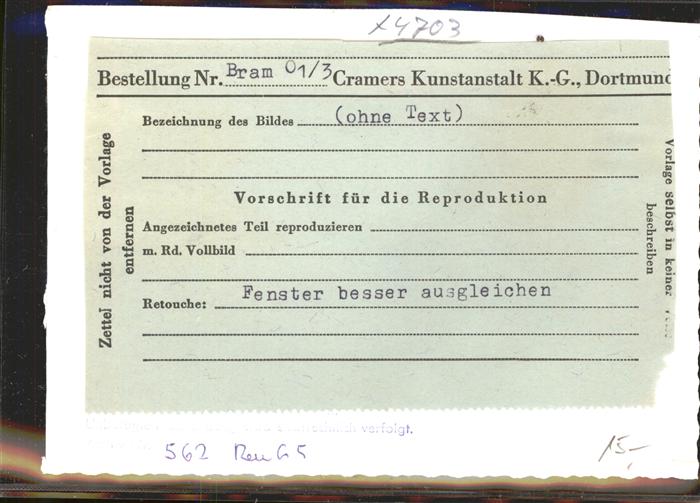 x4703
Bestellung Nr. Bram 01/3 Cramers Kunstanstalt K.-G., Dortmund
Bezeichnung des Bildes (ohne Text)
Vorschrift für die Reproduktion
Angezeichnetes Teil reproduzieren
m. Rd. Vollbild
Retouche: Fenster besser ausgleichen
Zettel nicht von der Vorlage
entfernen
Vorlage selbst in keiner
beschreiben
verfolgt.
562
15,-